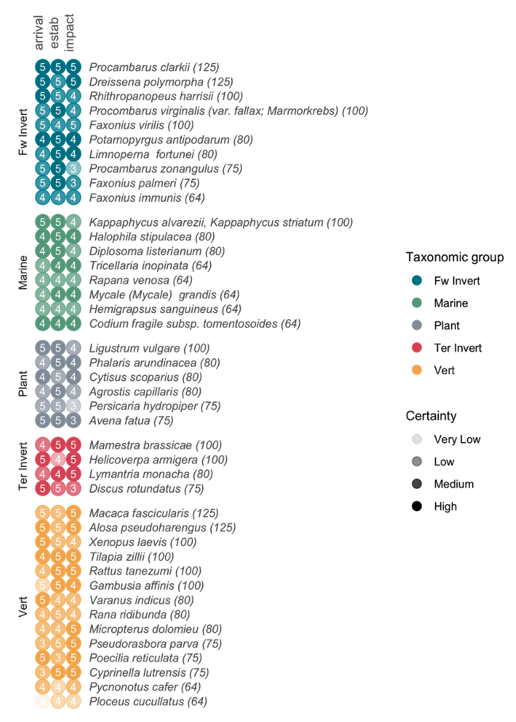 arrival
estab
impact
Fw Invert
5 5 5 Procambarus clarkii (125)
5 5 5 Dreissena polymorpha (125)
5 5 4 Rhithropanopeus harrisii (100)
5 5 4 Procombarus virginalis (var. fallax; Marmorkrebs) (100)
5 4 5 Faxonius virilis (100)
4 5 4 Potamopyrgus antipodarum (80)
4 5 4 Limnoperna fortunei (80)
5 5 3 Procambarus zonangulus (75)
5 5 3 Faxonius palmeri (75)
4 4 4 Faxonius immunis (64)
Marine
5 5 4 Kappaphycus alvarezii, Kappaphycus striatum (100)
4 5 4 Halophila stipulacea (80)
4 5 4 Diplosoma listerianum (80)
4 4 4 Tricellaria inopinata (64)
4 4 4 Rapana venosa (64)
4 4 4 Mycale (Mycale) grandis (64)
4 4 4 Hemigrapsus sanguineus (64)
4 4 4 Codium fragile subsp. tomentosoides (64)
Plant
5 5 4 Ligustrum vulgare (100)
4 5 4 Phalaris arundinacea (80)
4 5 4 Cytisus scoparius (80)
4 5 4 Agrostis capillaris (80)
5 5 3 Persicaria hydropiper (75)
5 5 3 Avena fatua (75)
Ter Invert
4 5 5 Mamestra brassicae (100)
5 4 5 Helicoverpa armigera (100)
4 4 5 Lymantria monacha (80)
5 5 3 Discus rotundatus (75)
Vert
5 5 5 Macaca fascicularis (125)
5 5 5 Alosa pseudoharengus (125)
5 5 4 Xenopus laevis (100)
4 5 5 Tilapia zillii (100)
4 5 5 Rattus tanezumi (100)
5 5 4 Gambusia affinis (100)
5 4 4 Varanus indicus (80)
4 5 4 Rana ridibunda (80)
4 4 5 Micropterus dolomieu (80)
3 5 5 Pseudorasbora parva (75)
5 3 5 Poecilia reticulata (75)
3 5 5 Cyprinella lutrensis (75)
4 4 4 Pycnonotus cafer (64)
4 4 Ploceus cucullatus (64)
Taxonomic group
Fw Invert
Marine
Plant
Ter Invert
Vert
Certainty
Very Low
Low
Medium
High